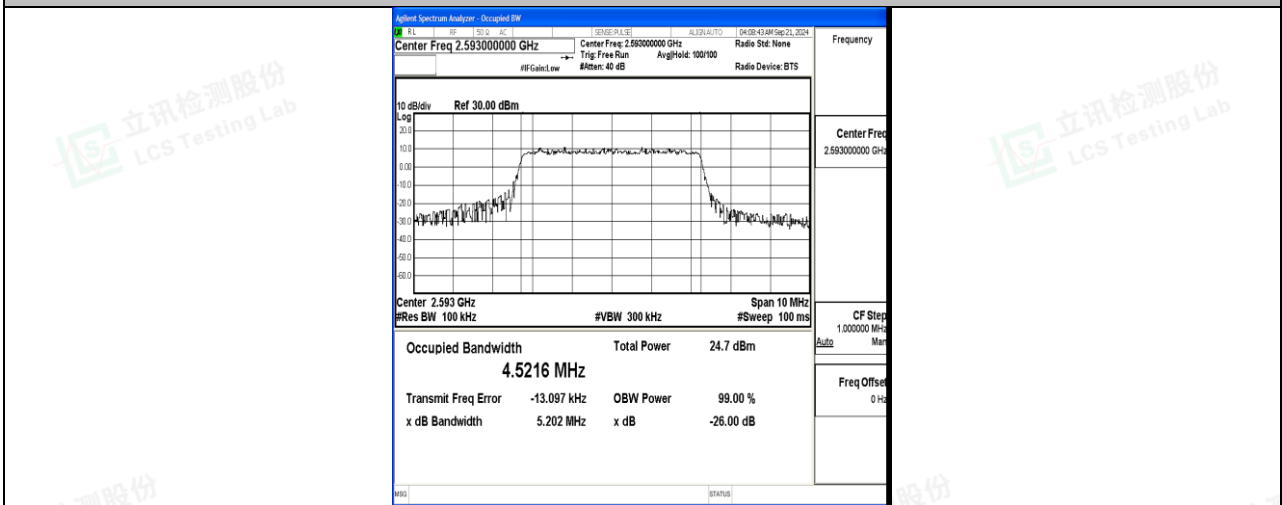 Agilent Spectrum Analyzer - Occupied BW
RL RF 50 Ω AC SENSE:PULSE ALIGN AUTO 04:08:43 AM Sep 21, 2024
Center Freq 2.593000000 GHz
Center Freq: 2.593000000 GHz
Radio Std: None
Trig: Free Run Avg|Hold: 100/100
#IFGain:Low
#Atten: 40 dB
Radio Device: BTS
10 dB/div Ref 30.00 dBm
Log
20.0
10.0
0.00
-10.0
-20.0
-30.0
-40.0
-50.0
-60.0
Center 2.593 GHz
Span 10 MHz
#Res BW 100 kHz
#VBW 300 kHz
#Sweep 100 ms
Occupied Bandwidth
4.5216 MHz
Total Power 24.7 dBm
Transmit Freq Error -13.097 kHz
OBW Power 99.00 %
x dB Bandwidth 5.202 MHz
x dB -26.00 dB
MSG
STATUS
Frequency
Center Freq
2.593000000 GHz
CF Step
1.000000 MHz
Auto Man
Freq Offset
0 Hz
立讯检测股份
LCS Testing Lab
立讯检测股份
LCS Testing Lab
测股份
股份